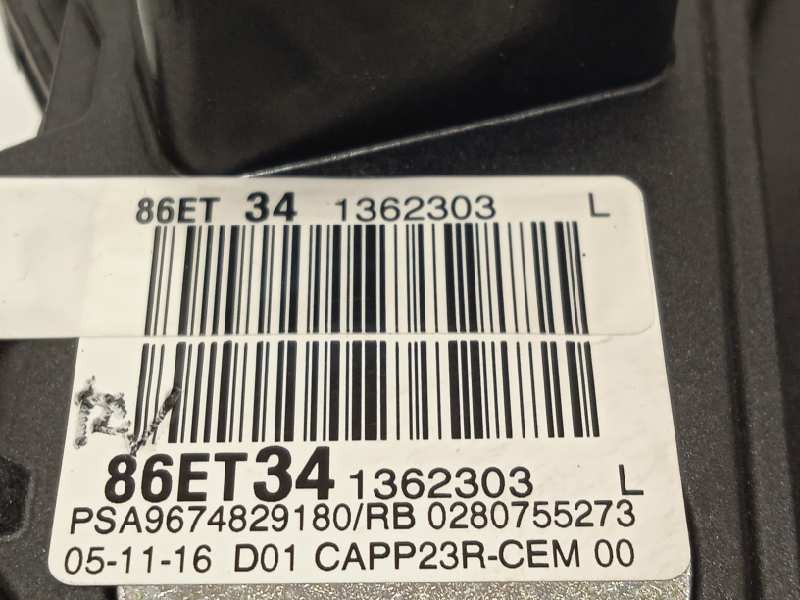 86ET 34 1362303 L
86ET34 1362303 L
PSA9674829180/RB 0280755273
05-11-16 D01 CAPP23R-CEM 00